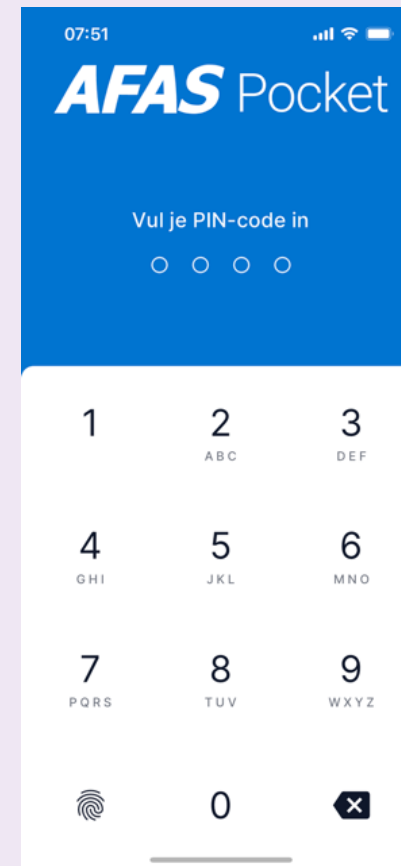 07:51
AFAS Pocket
Vul je PIN-code in
1 2 3
ABC DEF
4 5 6
GHI JKL MNO
7 8 9
PQRS TUV WXYZ
0